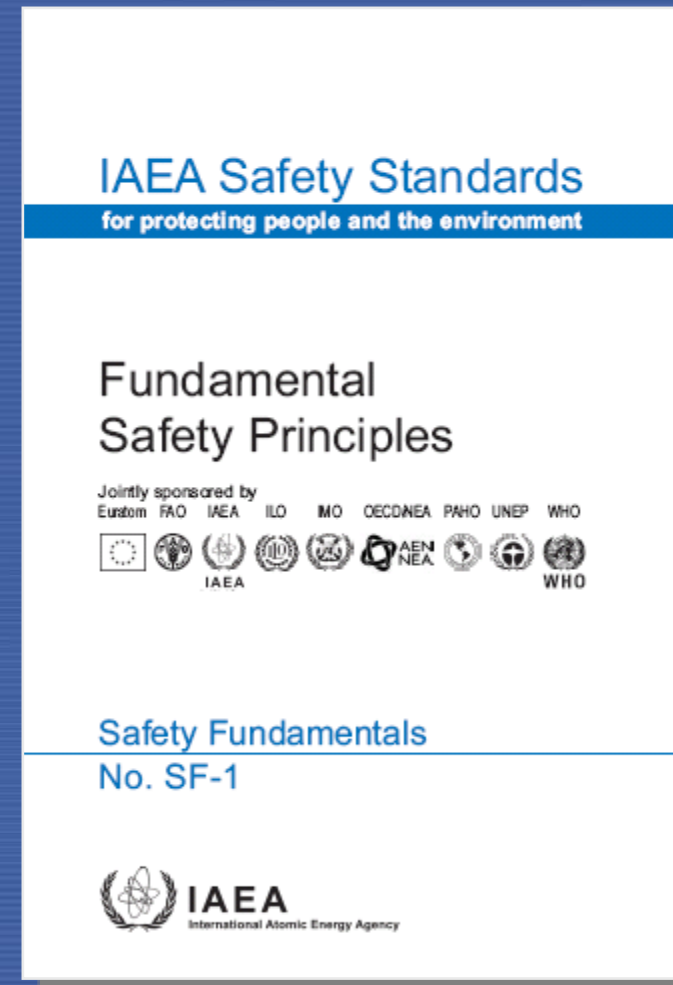 IAEA Safety Standards
for protecting people and the environment
Fundamental
Safety Principles
Jointly sponsored by
Euratom FAO IAEA ILO IMO OECD/NEA PAHO UNEP WHO
AEN
NEA
IAEA WHO
Safety Fundamentals
No. SF-1
IAEA
International Atomic Energy Agency